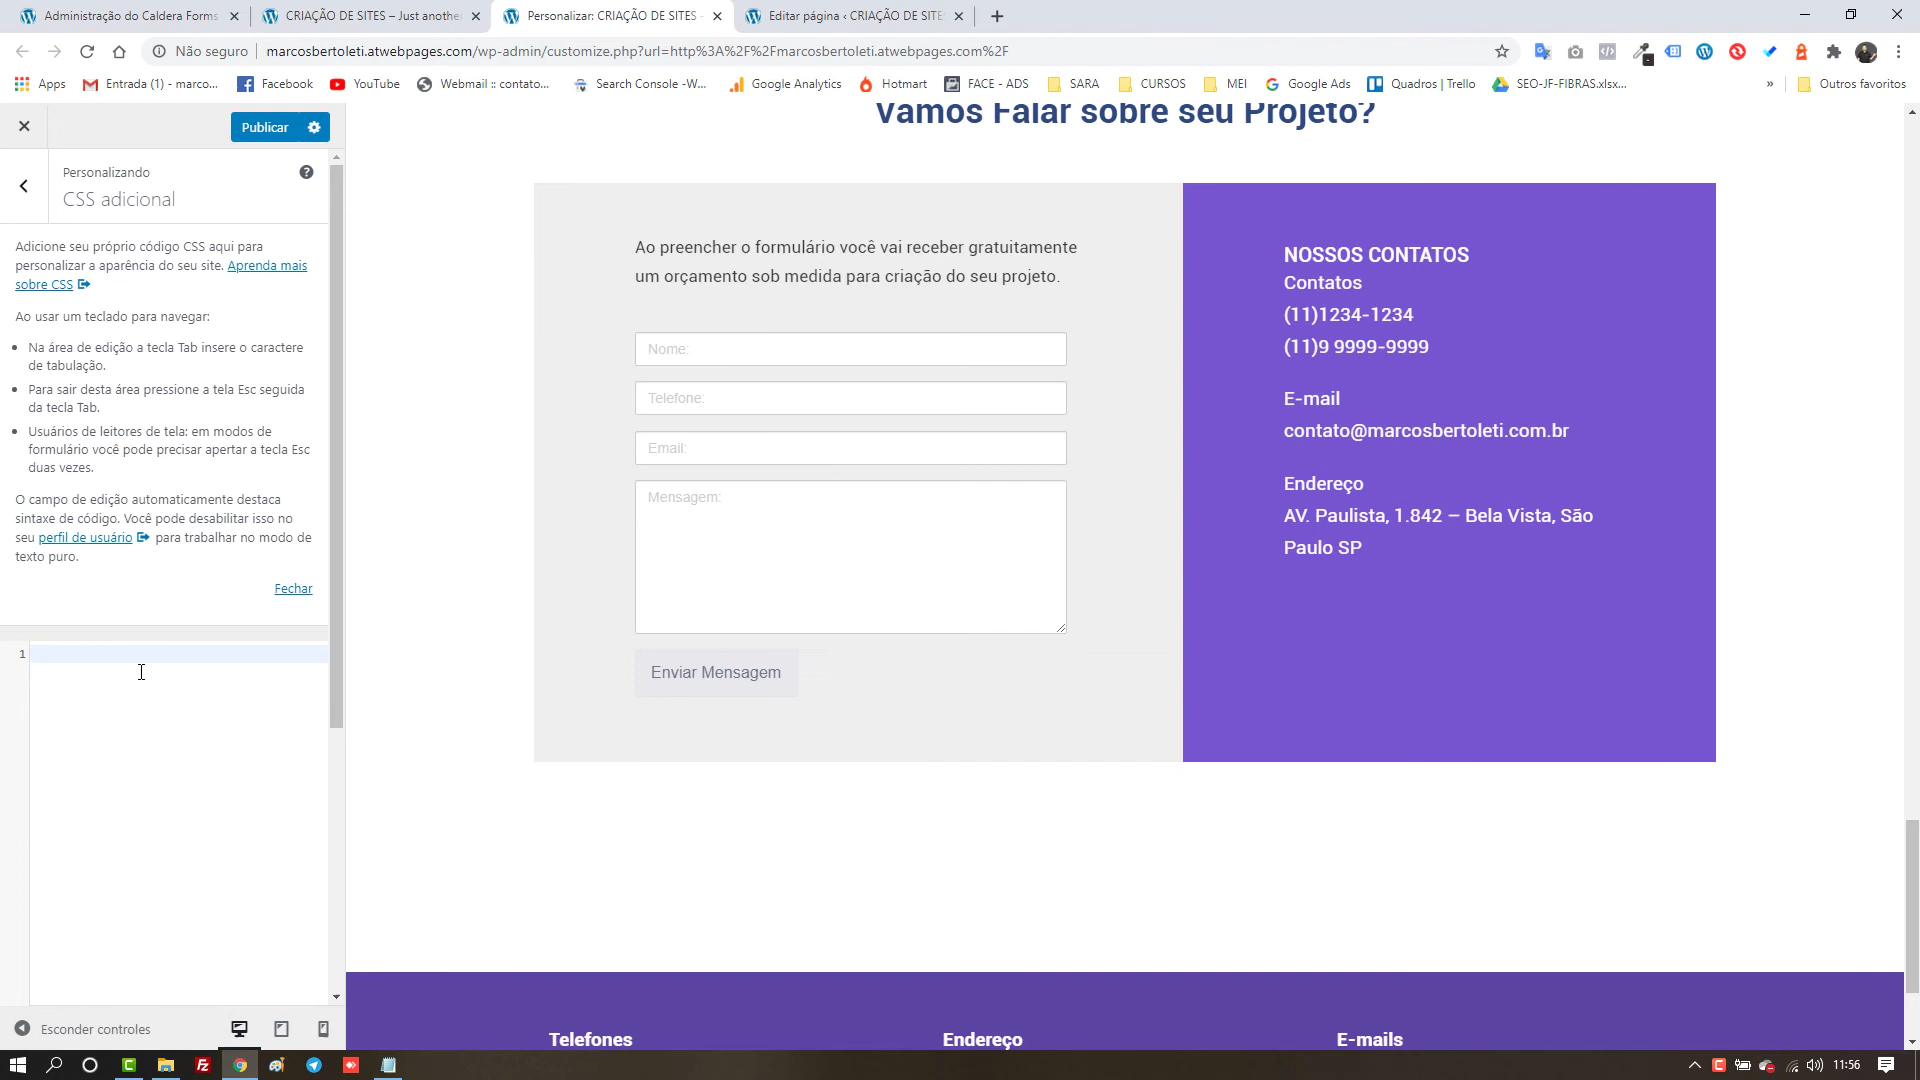 Administração do Caldera Forms
CRIAÇÃO DE SITES – Just anothe
Personalizar: CRIAÇÃO DE SITES -
Editar página ‹ CRIAÇÃO DE SITE
Não seguro
marcosbertoleti.atwebpages.com/wp-admin/customize.php?url=http%3A%2F%2Fmarcosbertoleti.atwebpages.com%2F
Apps
Entrada (1) - marco...
Facebook
YouTube
Webmail :: contato...
Search Console -W...
Google Analytics
Hotmart
FACE - ADS
SARA
CURSOS
MEI
Google Ads
Quadros | Trello
SEO-JF-FIBRAS.xlsx...
»
Outros favoritos
Publicar
Personalizando
CSS adicional
Adicione seu próprio código CSS aqui para
personalizar a aparência do seu site. Aprenda mais
sobre CSS
Ao usar um teclado para navegar:
• Na área de edição a tecla Tab insere o caractere
de tabulação.
• Para sair desta área pressione a tela Esc seguida
da tecla Tab.
• Usuários de leitores de tela: em modos de
formulário você pode precisar apertar a tecla Esc
duas vezes.
O campo de edição automaticamente destaca
sintaxe de código. Você pode desabilitar isso no
seu perfil de usuário para trabalhar no modo de
texto puro.
Fechar
1
Esconder controles
Vamos Falar sobre seu Projeto?
Ao preencher o formulário você vai receber gratuitamente
um orçamento sob medida para criação do seu projeto.
Nome:
Telefone:
Email:
Mensagem:
Enviar Mensagem
NOSSOS CONTATOS
Contatos
(11)1234-1234
(11)9 9999-9999
E-mail
contato@marcosbertoleti.com.br
Endereço
AV. Paulista, 1.842 – Bela Vista, São
Paulo SP
Telefones
Endereço
E-mails
11:56